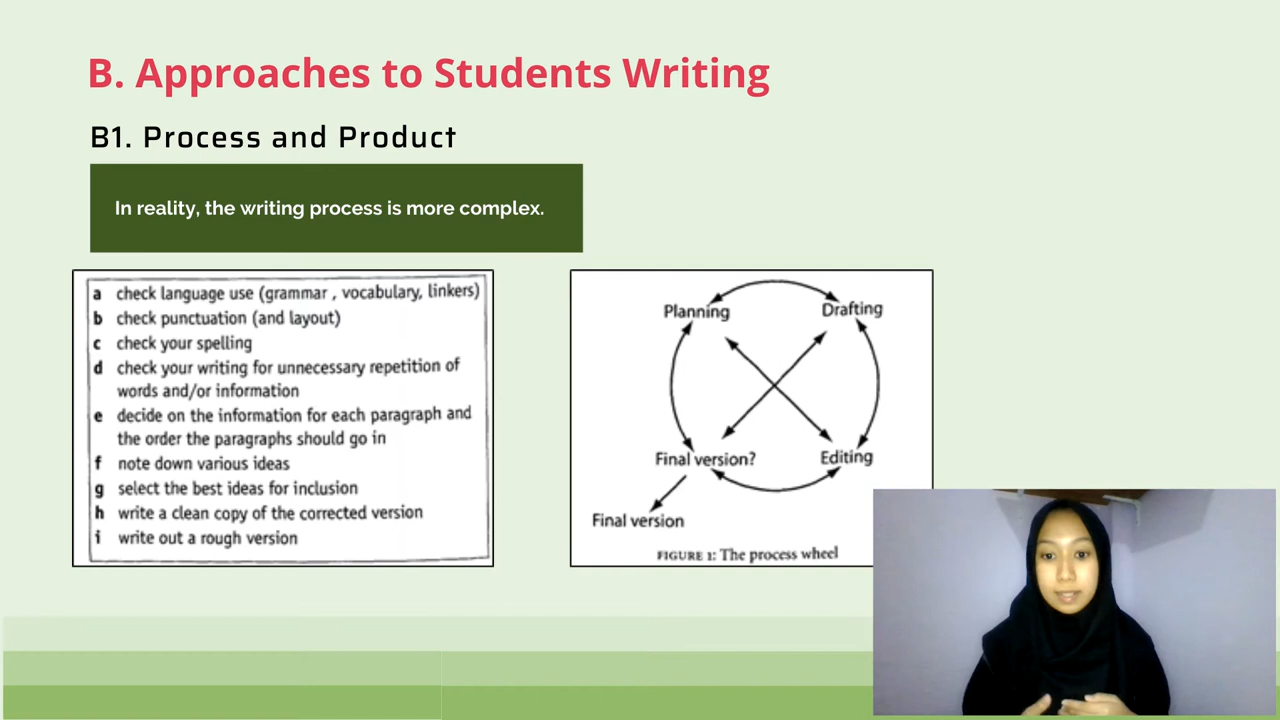 B. Approaches to Students Writing
B1. Process and Product
In reality, the writing process is more complex.
a check language use (grammar , vocabulary, linkers)
b check punctuation (and layout)
c check your spelling
d check your writing for unnecessary repetition of
words and/or information
e decide on the information for each paragraph and
the order the paragraphs should go in
f note down various ideas
g select the best ideas for inclusion
h write a clean copy of the corrected version
i write out a rough version
Planning
Drafting
Final version?
Editing
Final version
FIGURE 1: The process wheel